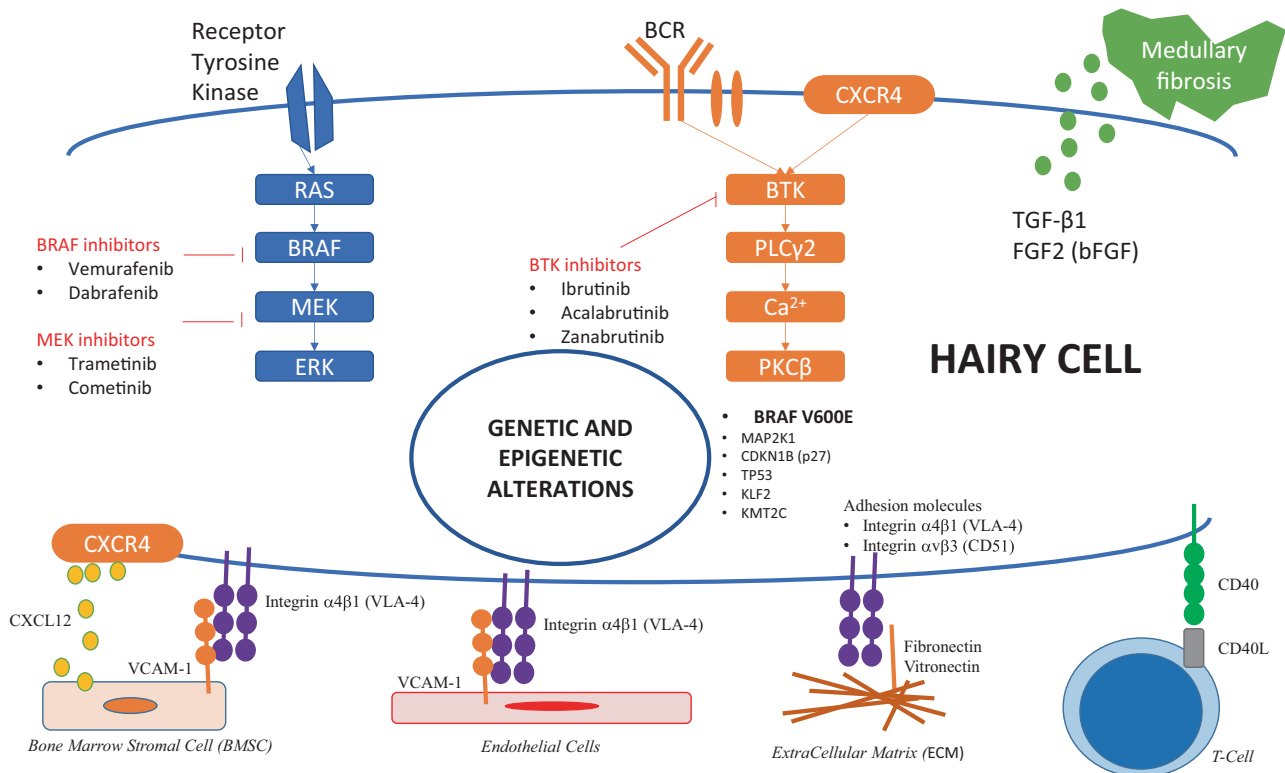 Receptor
Tyrosine
Kinase
BCR
CXCR4
Medullary
fibrosis
RAS
BRAF
MEK
ERK
BRAF inhibitors
• Vemurafenib
• Dabrafenib
MEK inhibitors
• Trametinib
• Cometinib
BTK
PLCγ2
Ca²⁺
PKCβ
BTK inhibitors
• Ibrutinib
• Acalabrutinib
• Zanabrutinib
TGF-β1
FGF2 (bFGF)
HAIRY CELL
GENETIC AND
EPIGENETIC
ALTERATIONS
• BRAF V600E
• MAP2K1
• CDKN1B (p27)
• TP53
• KLF2
• KMT2C
CXCR4
CXCL12
Integrin α4β1 (VLA-4)
VCAM-1
Bone Marrow Stromal Cell (BMSC)
Integrin α4β1 (VLA-4)
VCAM-1
Endothelial Cells
Adhesion molecules
• Integrin α4β1 (VLA-4)
• Integrin αvβ3 (CD51)
Fibronectin
Vitronectin
ExtraCellular Matrix (ECM)
CD40
CD40L
T-Cell